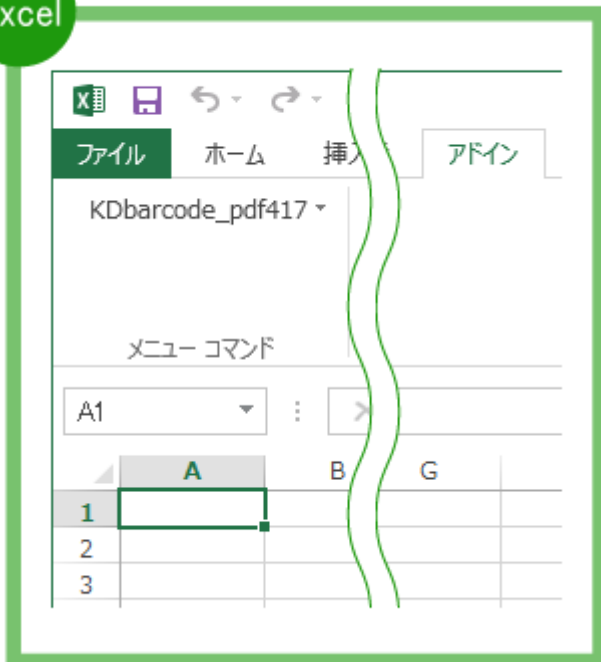 xcel
ファイル ホーム 挿入 アドイン
KDbarcode_pdf417
メニュー コマンド
A1
A B G
1
2
3